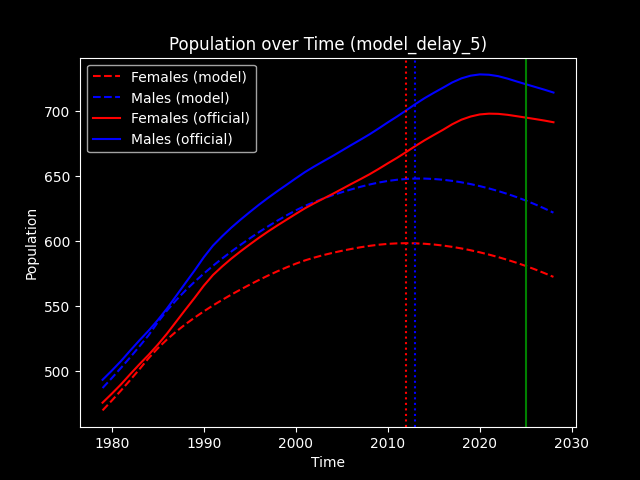 Population over Time (model_delay_5)
Females (model)
Males (model)
Females (official)
Males (official)
Population
700
650
600
550
500
1980 1990 2000 2010 2020 2030
Time